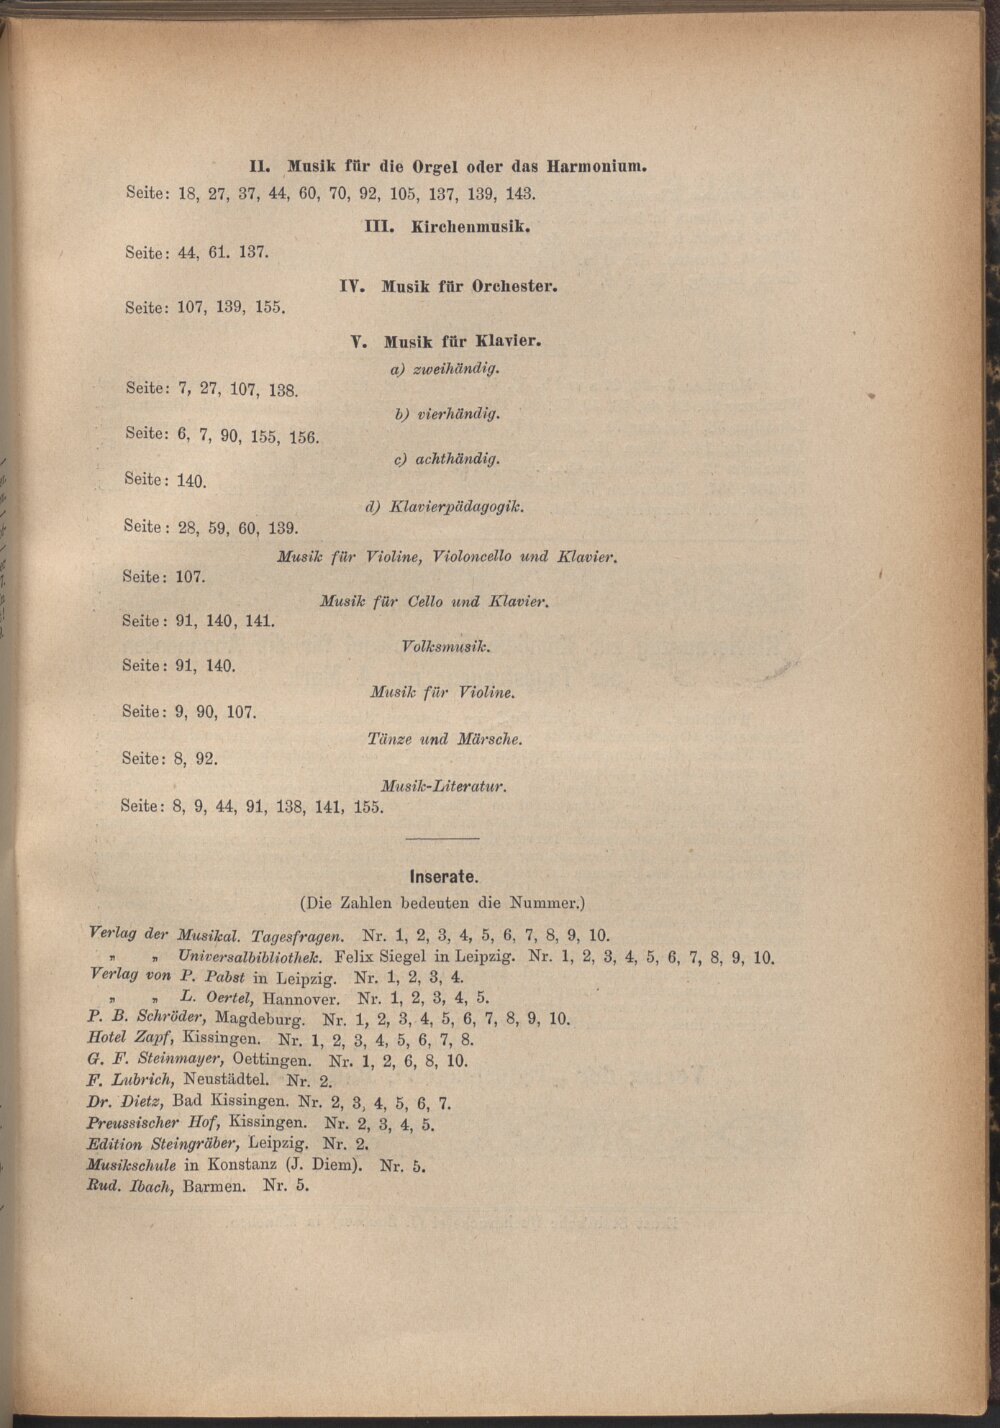 II. Musik für die Orgel oder das Harmonium.
Seite: 18, 27, 37, 44, 60, 70, 92, 105, 137, 139, 143.
III. Kirchenmusik.
Seite: 44, 61. 137.
IV. Musik für Orchester.
Seite: 107, 139, 155.
V. Musik für Klavier.
a) zweihändig.
Seite: 7, 27, 107, 138.
b) vierhändig.
Seite: 6, 7, 90, 155, 156.
c) achthändig.
Seite: 140.
d) Klavierpädagogik.
Seite: 28, 59, 60, 139.
Musik für Violine, Violoncello und Klavier.
Seite: 107.
Musik für Cello und Klavier.
Seite: 91, 140, 141.
Volksmusik.
Seite: 91, 140.
Musik für Violine.
Seite: 9, 90, 107.
Tänze und Märsche.
Seite: 8, 92.
Musik-Literatur.
Seite: 8, 9, 44, 91, 138, 141, 155.
Inserate.
(Die Zahlen bedeuten die Nummer.)
Verlag der Musikal. Tagesfragen. Nr. 1, 2, 3, 4, 5, 6, 7, 8, 9, 10.
„ „ Universalbibliothek. Felix Siegel in Leipzig. Nr. 1, 2, 3, 4, 5, 6, 7, 8, 9, 10.
Verlag von P. Pabst in Leipzig. Nr. 1, 2, 3, 4.
„ „ L. Oertel, Hannover. Nr. 1, 2, 3, 4, 5.
P. B. Schröder, Magdeburg. Nr. 1, 2, 3, 4, 5, 6, 7, 8, 9, 10.
Hotel Zapf, Kissingen. Nr. 1, 2, 3, 4, 5, 6, 7, 8.
G. F. Steinmayer, Oettingen. Nr. 1, 2, 6, 8, 10.
F. Lubrich, Neustädtel. Nr. 2.
Dr. Dietz, Bad Kissingen. Nr. 2, 3, 4, 5, 6, 7.
Preussischer Hof, Kissingen. Nr. 2, 3, 4, 5.
Edition Steingräber, Leipzig. Nr. 2.
Musikschule in Konstanz (J. Diem). Nr. 5.
Rud. Ibach, Barmen. Nr. 5.